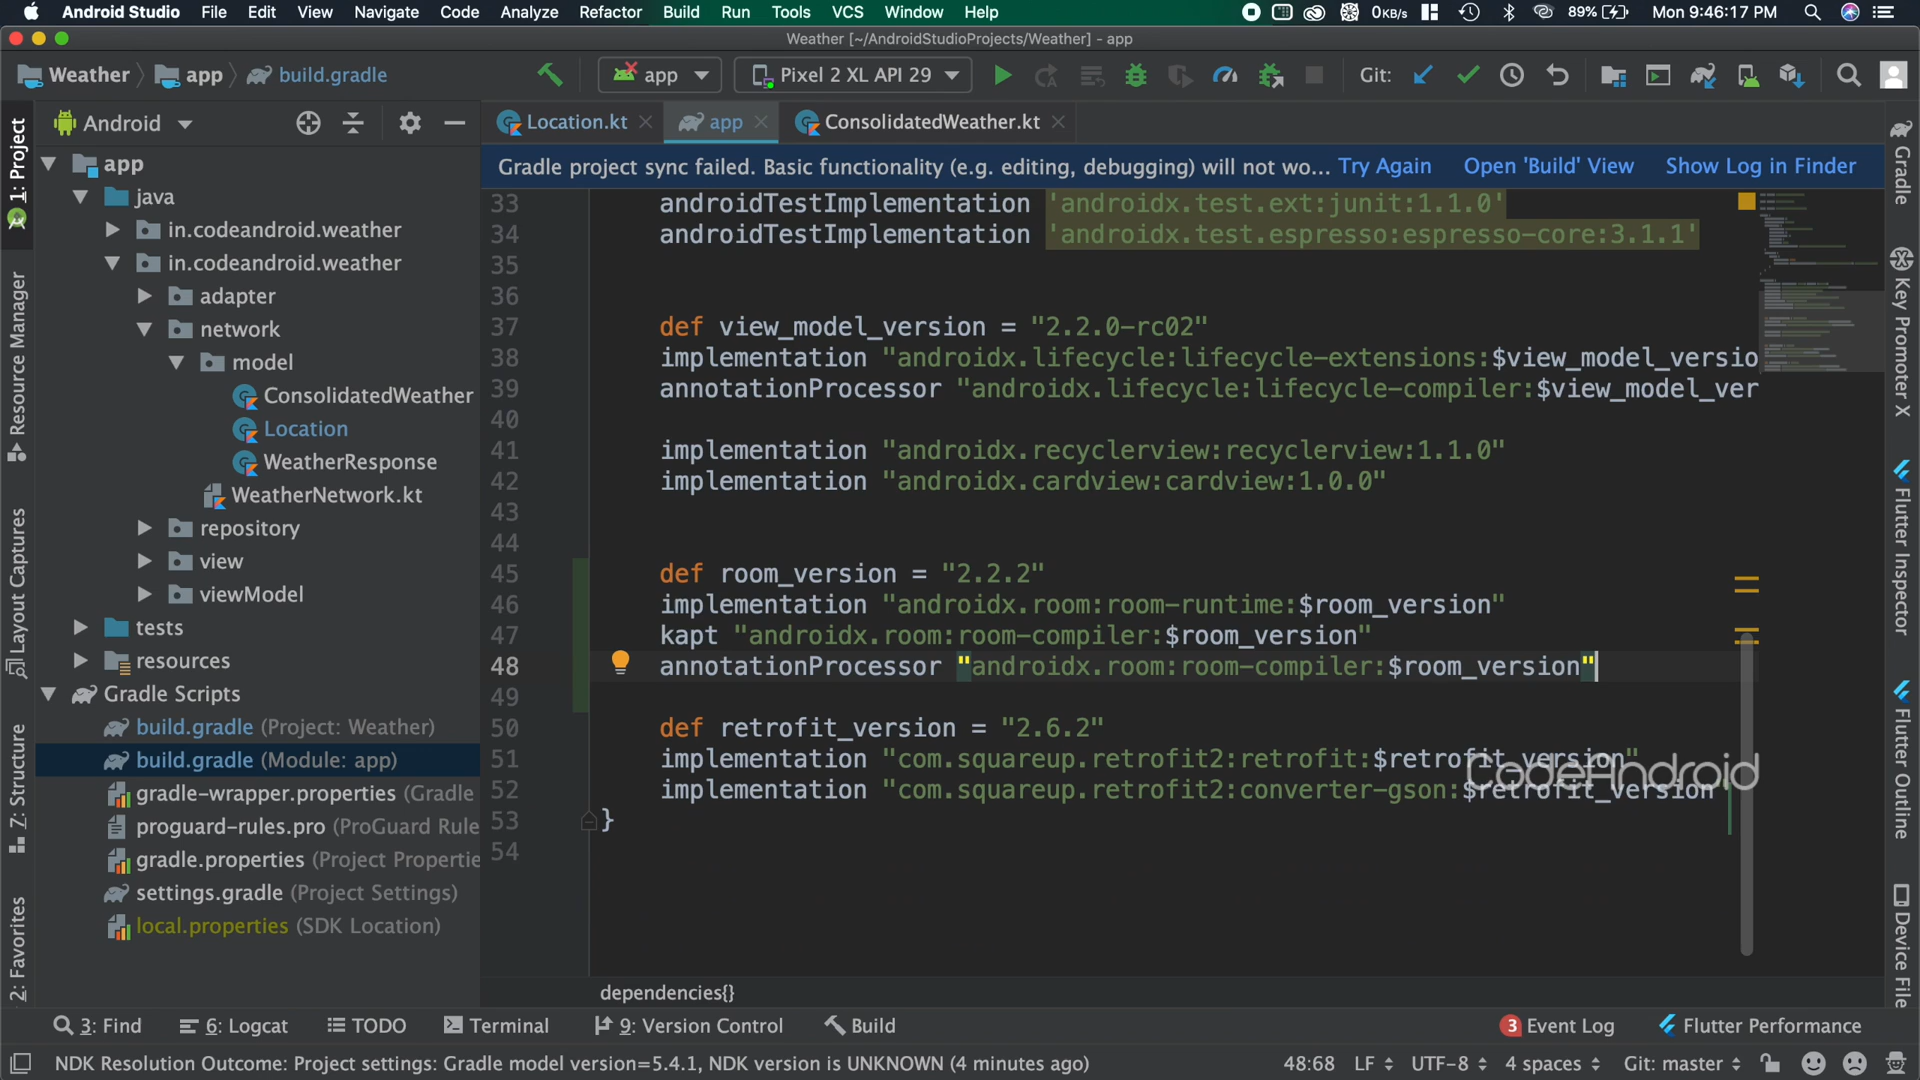 Android Studio File Edit View Navigate Code Analyze Refactor Build Run Tools VCS Window Help 0KB/s 89% Mon 9:46:17 PM
Weather [~/AndroidStudioProjects/Weather] - app
Weather app build.gradle app Pixel 2 XL API 29 Git:
Android
Location.kt app ConsolidatedWeather.kt
Gradle project sync failed. Basic functionality (e.g. editing, debugging) will not wo... Try Again Open 'Build' View Show Log in Finder
1: Project
Resource Manager
Layout Captures
7: Structure
2: Favorites
app
java
in.codeandroid.weather
in.codeandroid.weather
adapter
network
model
ConsolidatedWeather
Location
WeatherResponse
WeatherNetwork.kt
repository
view
viewModel
tests
resources
Gradle Scripts
build.gradle (Project: Weather)
build.gradle (Module: app)
gradle-wrapper.properties (Gradle
proguard-rules.pro (ProGuard Rule
gradle.properties (Project Propertie
settings.gradle (Project Settings)
local.properties (SDK Location)
33 androidTestImplementation 'androidx.test.ext:junit:1.1.0'
34 androidTestImplementation 'androidx.test.espresso:espresso-core:3.1.1'
35
36
37 def view_model_version = "2.2.0-rc02"
38 implementation "androidx.lifecycle:lifecycle-extensions:$view_model_versio
39 annotationProcessor "androidx.lifecycle:lifecycle-compiler:$view_model_ver
40
41 implementation "androidx.recyclerview:recyclerview:1.1.0"
42 implementation "androidx.cardview:cardview:1.0.0"
43
44
45 def room_version = "2.2.2"
46 implementation "androidx.room:room-runtime:$room_version"
47 kapt "androidx.room:room-compiler:$room_version"
48 annotationProcessor "androidx.room:room-compiler:$room_version"
49
50 def retrofit_version = "2.6.2"
51 implementation "com.squareup.retrofit2:retrofit:$retrofit_version"
52 implementation "com.squareup.retrofit2:converter-gson:$retrofit_version"
53 }
54
CodeAndroid
dependencies{}
Gradle
Key Promoter X
Flutter Inspector
Flutter Outline
Device File
3: Find 6: Logcat TODO Terminal 9: Version Control Build 3 Event Log Flutter Performance
NDK Resolution Outcome: Project settings: Gradle model version=5.4.1, NDK version is UNKNOWN (4 minutes ago) 48:68 LF UTF-8 4 spaces Git: master